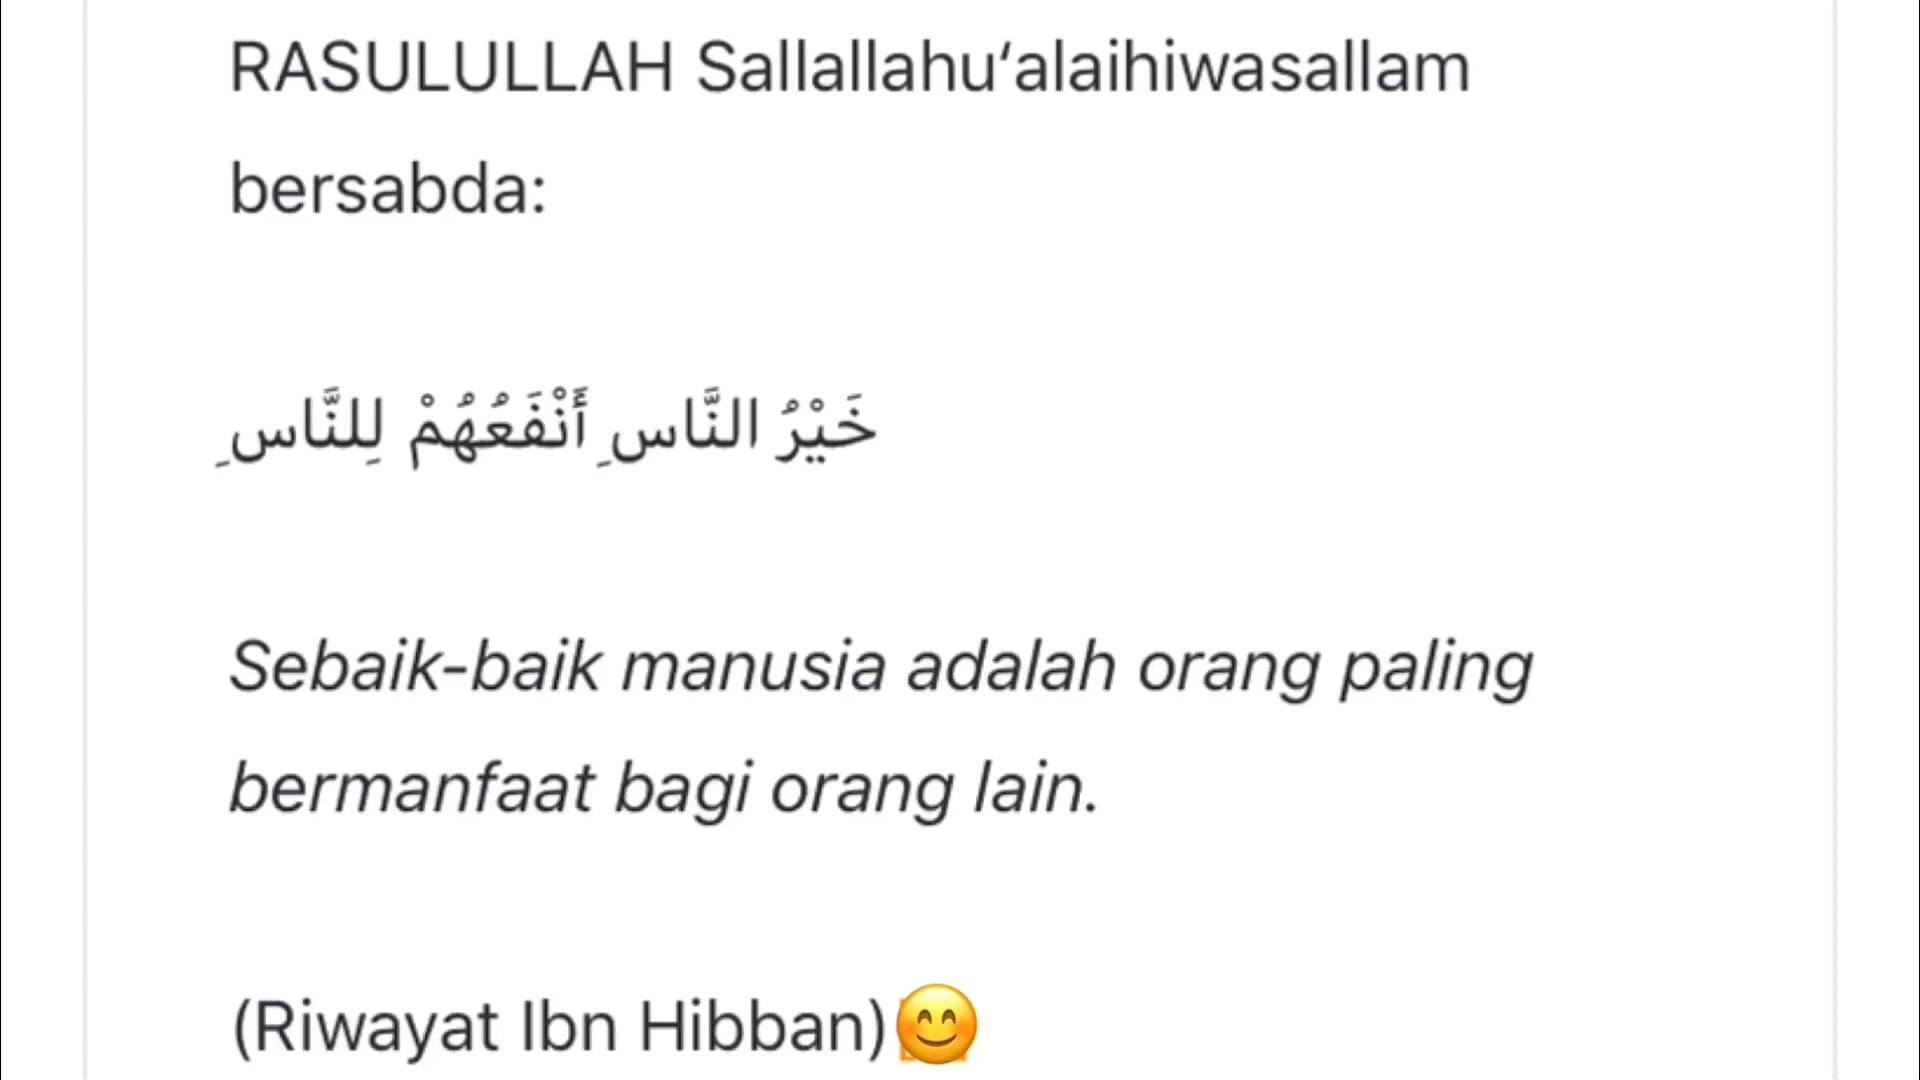 RASULULLAH Sallallahu‘alaihiwasallam
bersabda:
خَيْرُ النَّاسِ أَنْفَعُهُمْ لِلنَّاسِ
Sebaik-baik manusia adalah orang paling
bermanfaat bagi orang lain.
(Riwayat Ibn Hibban)😊